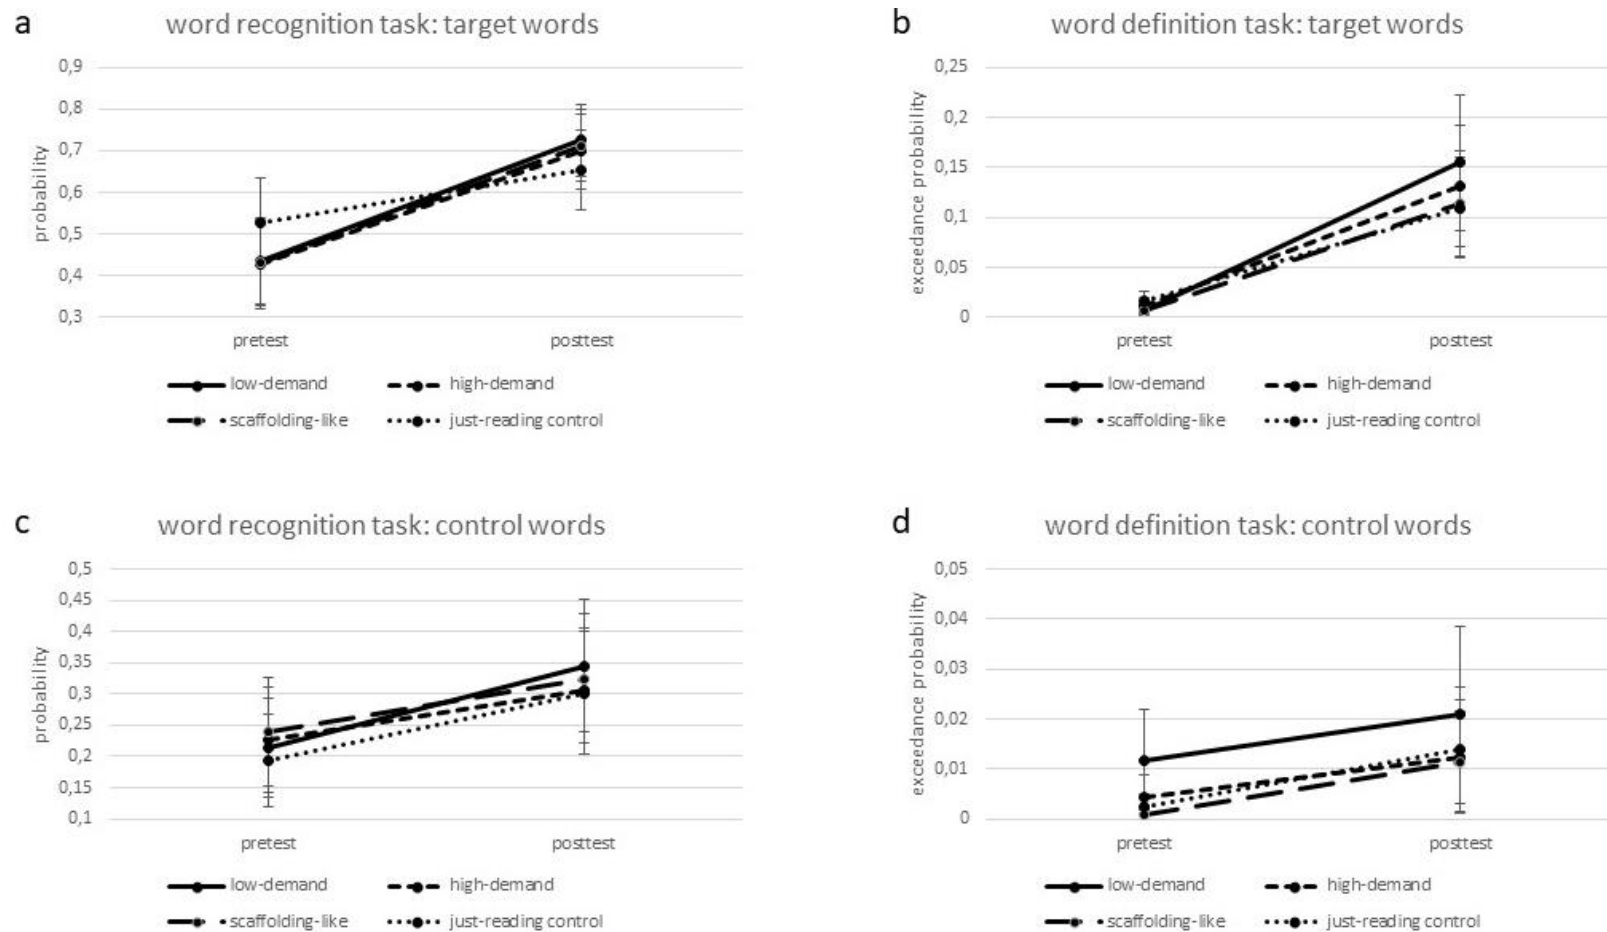 a
word recognition task: target words
probability
0,9
0,8
0,7
0,6
0,5
0,4
0,3
pretest posttest
low-demand high-demand
scaffolding-like just-reading control
b
word definition task: target words
exceedance probability
0,25
0,2
0,15
0,1
0,05
0
pretest posttest
low-demand high-demand
scaffolding-like just-reading control
c
word recognition task: control words
probability
0,5
0,45
0,4
0,35
0,3
0,25
0,2
0,15
0,1
pretest posttest
low-demand high-demand
scaffolding-like just-reading control
d
word definition task: control words
exceedance probability
0,05
0,04
0,03
0,02
0,01
0
pretest posttest
low-demand high-demand
scaffolding-like just-reading control